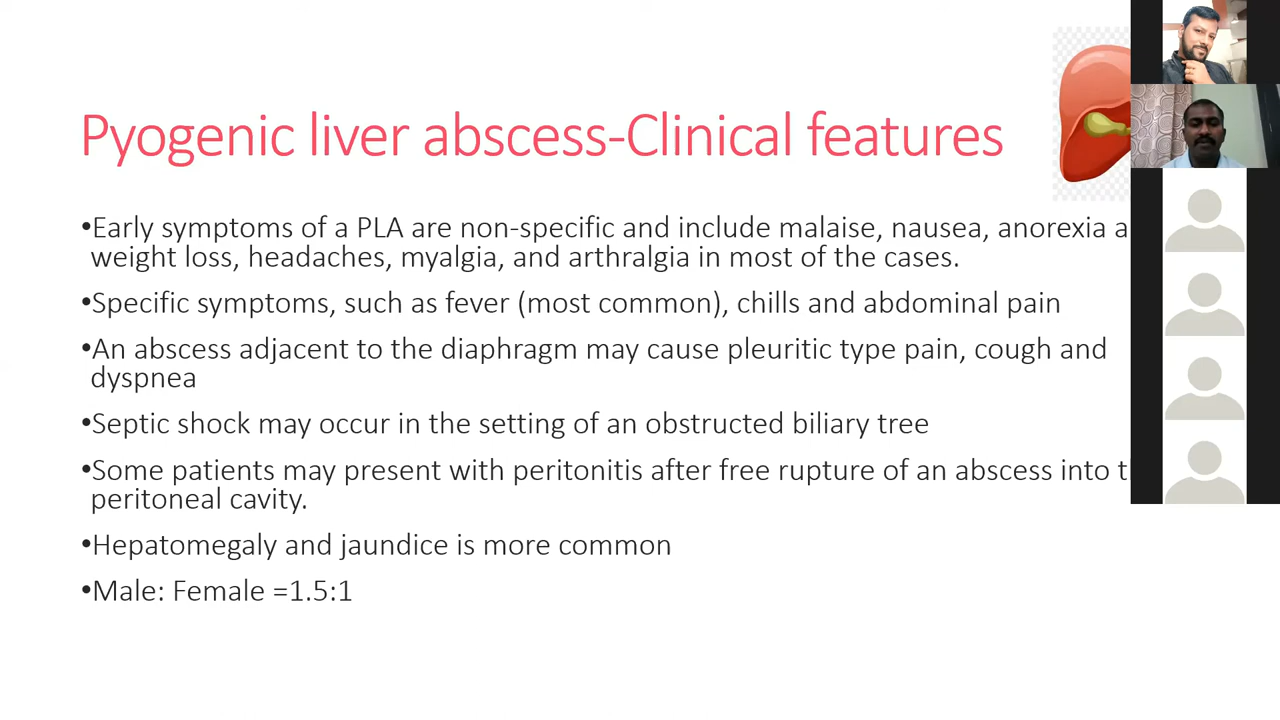 Pyogenic liver abscess-Clinical features
•Early symptoms of a PLA are non-specific and include malaise, nausea, anorexia
weight loss, headaches, myalgia, and arthralgia in most of the cases.
•Specific symptoms, such as fever (most common), chills and abdominal pain
•An abscess adjacent to the diaphragm may cause pleuritic type pain, cough and
dyspnea
•Septic shock may occur in the setting of an obstructed biliary tree
•Some patients may present with peritonitis after free rupture of an abscess into
peritoneal cavity.
•Hepatomegaly and jaundice is more common
•Male: Female =1.5:1